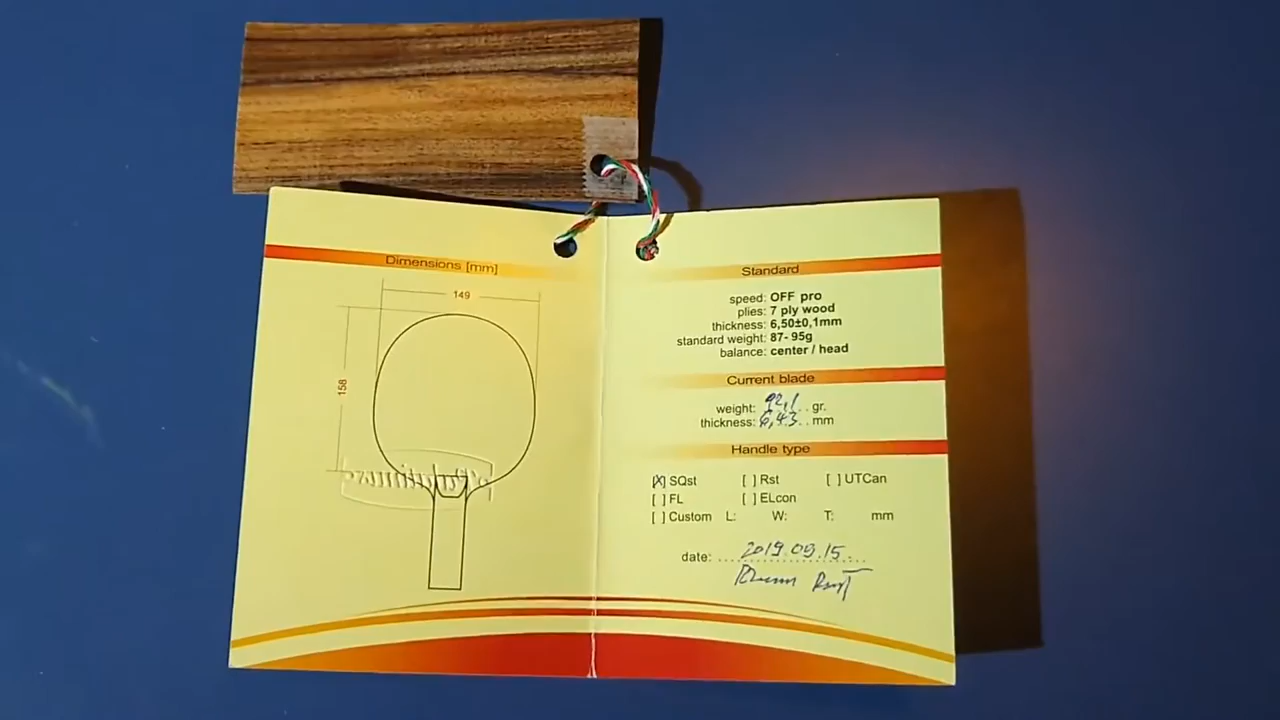 Dimensions [mm]
149
158
Standard
speed: OFF pro
plies: 7 ply wood
thickness: 6,50±0,1mm
standard weight: 87- 95g
balance: center / head
Current blade
weight: 92,1 gr.
thickness: 6,43 mm
Handle type
[X] SQst [ ] Rst [ ] UTCan
[ ] FL [ ] ELcon
[ ] Custom L: W: T: mm
date: 2019.09.15.